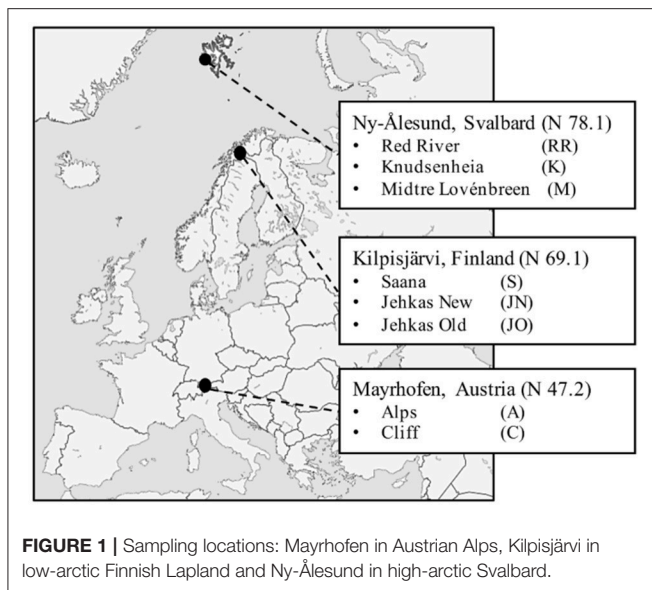 Ny-Ålesund, Svalbard (N 78.1)
• Red River (RR)
• Knudsenheia (K)
• Midtre Lovénbreen (M)
Kilpisjärvi, Finland (N 69.1)
• Saana (S)
• Jehkas New (JN)
• Jehkas Old (JO)
Mayrhofen, Austria (N 47.2)
• Alps (A)
• Cliff (C)
FIGURE 1 | Sampling locations: Mayrhofen in Austrian Alps, Kilpisjärvi in
low-arctic Finnish Lapland and Ny-Ålesund in high-arctic Svalbard.